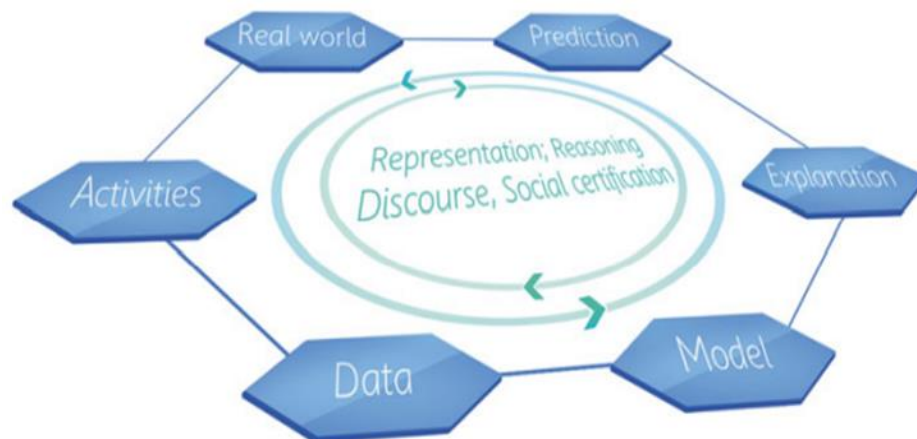 Real world
Prediction
Representation; Reasoning
Discourse, Social certification
Activities
Explanation
Data
Model